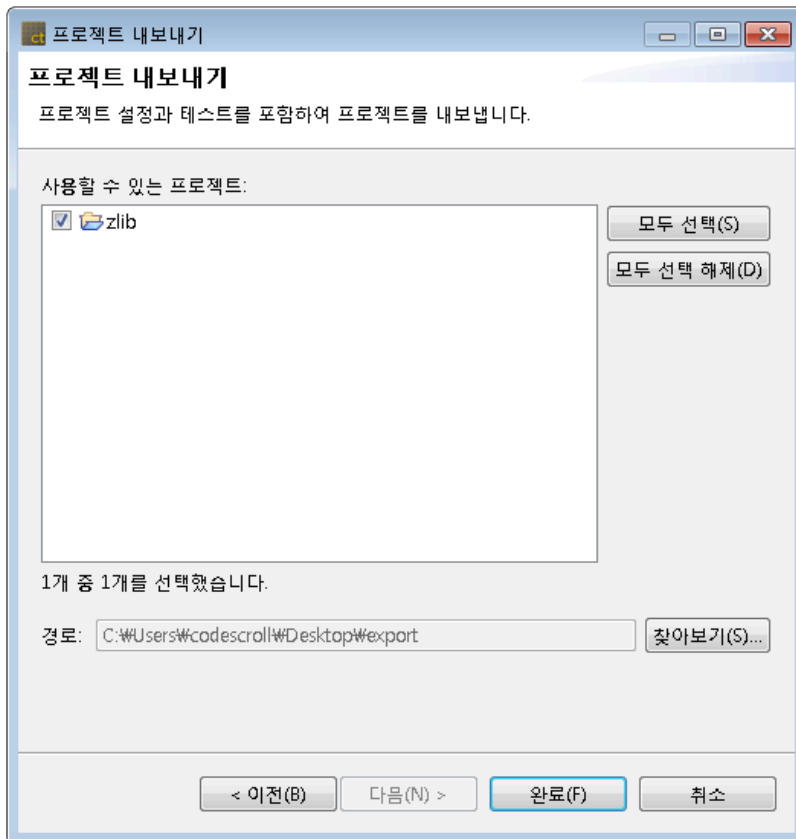 ct 프로젝트 내보내기
프로젝트 내보내기
프로젝트 설정과 테스트를 포함하여 프로젝트를 내보냅니다.
사용할 수 있는 프로젝트:
zlib
모두 선택(S)
모두 선택 해제(D)
1개 중 1개를 선택했습니다.
경로: C:₩Users₩codescroll₩Desktop₩export 찾아보기(S)...
< 이전(B) 다음(N) > 완료(F) 취소